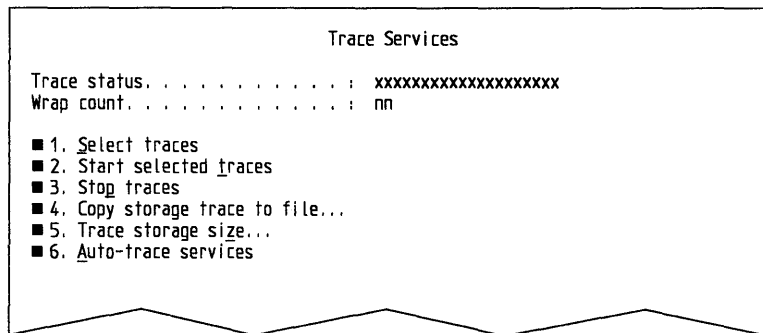 Trace Services
Trace status. . . . . . . . . . . . : xxxxxxxxxxxxxxxxxxxx
Wrap count. . . . . . . . . . . . . : nn
■ 1. Select traces
■ 2. Start selected traces
■ 3. Stop traces
■ 4. Copy storage trace to file...
■ 5. Trace storage size...
■ 6. Auto-trace services